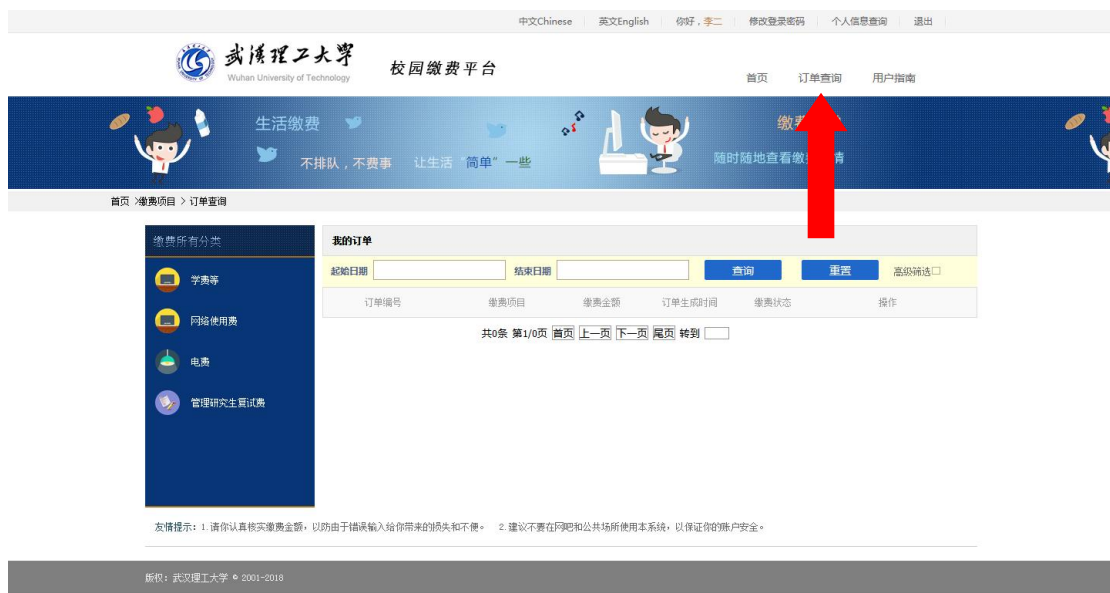 中文Chinese 英文English 你好，李二 修改登录密码 个人信息查询 退出
武汉理工大学
Wuhan University of Technology
校园缴费平台
首页 订单查询 用户指南
生活缴费
不排队，不费事 让生活“简单”一些
缴费
随时随地查看缴 情
首页 >缴费项目 > 订单查询
缴费所有分类
学费等
网络使用费
电费
管理研究生复试费
我的订单
起始日期 结束日期 查询 重置 高级筛选
订单编号 缴费项目 缴费金额 订单生成时间 缴费状态 操作
共0条 第1/0页 首页 上一页 下一页 尾页 转到
友情提示：1.请你认真核实缴费金额，以防由于错误输入给你带来的损失和不便。 2.建议不要在网吧和公共场所使用本系统，以保证你的账户安全。
版权：武汉理工大学 © 2001-2018